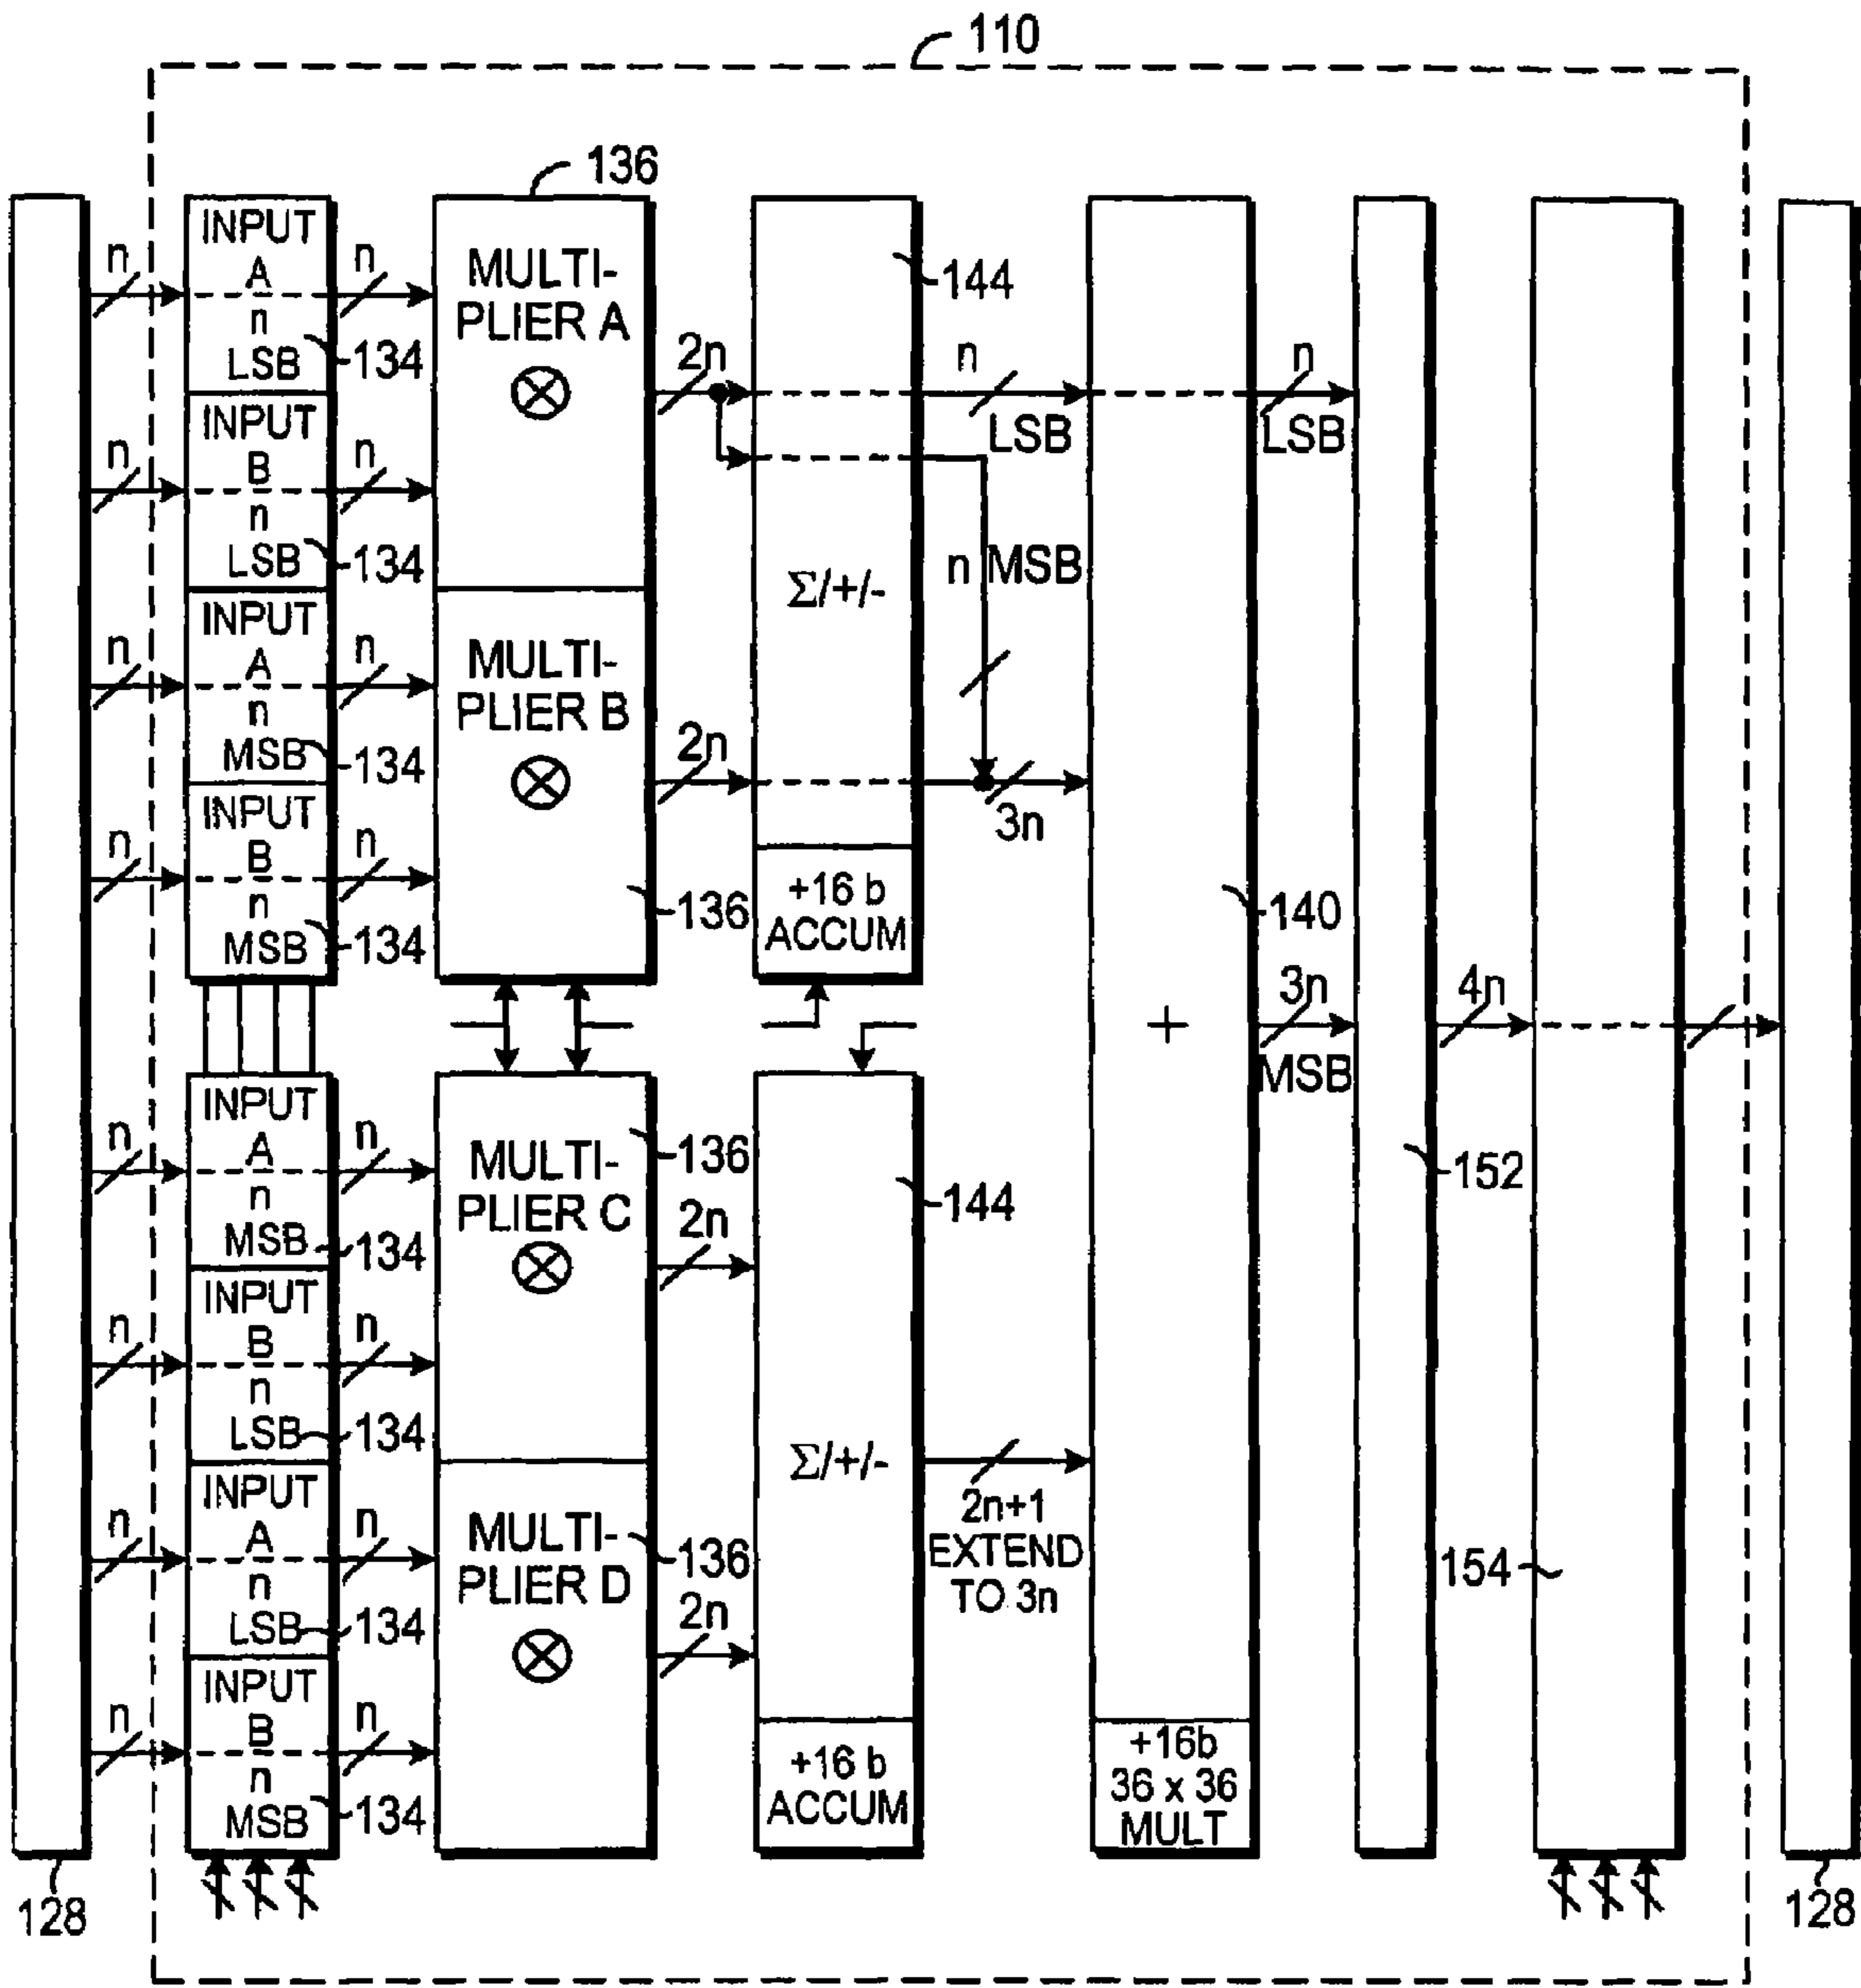 110
136
INPUT
A
n
LSB
134
INPUT
B
n
LSB
134
INPUT
A
n
MSB
134
INPUT
B
n
MSB
134
n
n
n
n
n
n
n
n
MULTI-
PLIER A
MULTI-
PLIER B
136
2n
2n
144
Σ/+/-
+16 b
ACCUM
n
LSB
n MSB
3n
n
LSB
140
+
3n
MSB
4n
INPUT
A
n
MSB
134
INPUT
B
n
LSB
134
INPUT
A
n
LSB
134
INPUT
B
n
MSB
134
n
n
n
n
n
n
n
n
MULTI-
PLIER C
136
MULTI-
PLIER D
136
2n
2n
144
Σ/+/-
+16 b
ACCUM
2n+1
EXTEND
TO 3n
+16b
36 x 36
MULT
152
154
128
128